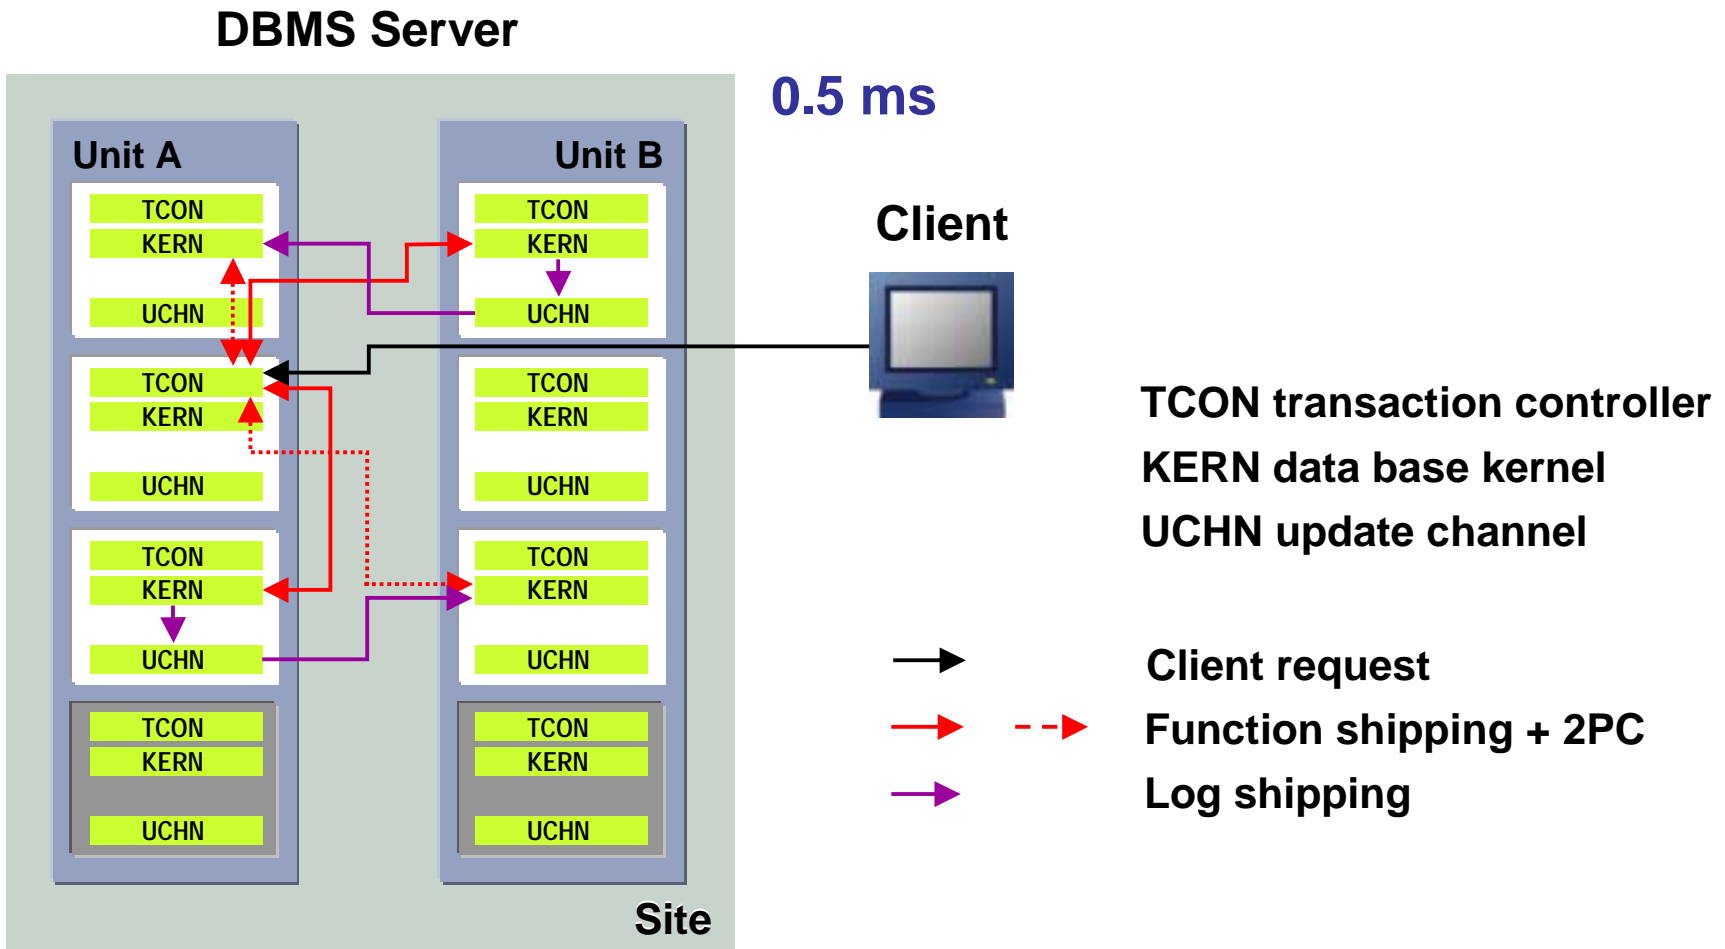 DBMS Server
0.5 ms
Unit A
TCON
KERN
UCHN
TCON
KERN
UCHN
TCON
KERN
UCHN
TCON
KERN
UCHN
Unit B
TCON
KERN
UCHN
TCON
KERN
UCHN
TCON
KERN
UCHN
TCON
KERN
UCHN
Site
Client
TCON transaction controller
KERN data base kernel
UCHN update channel
Client request
Function shipping + 2PC
Log shipping